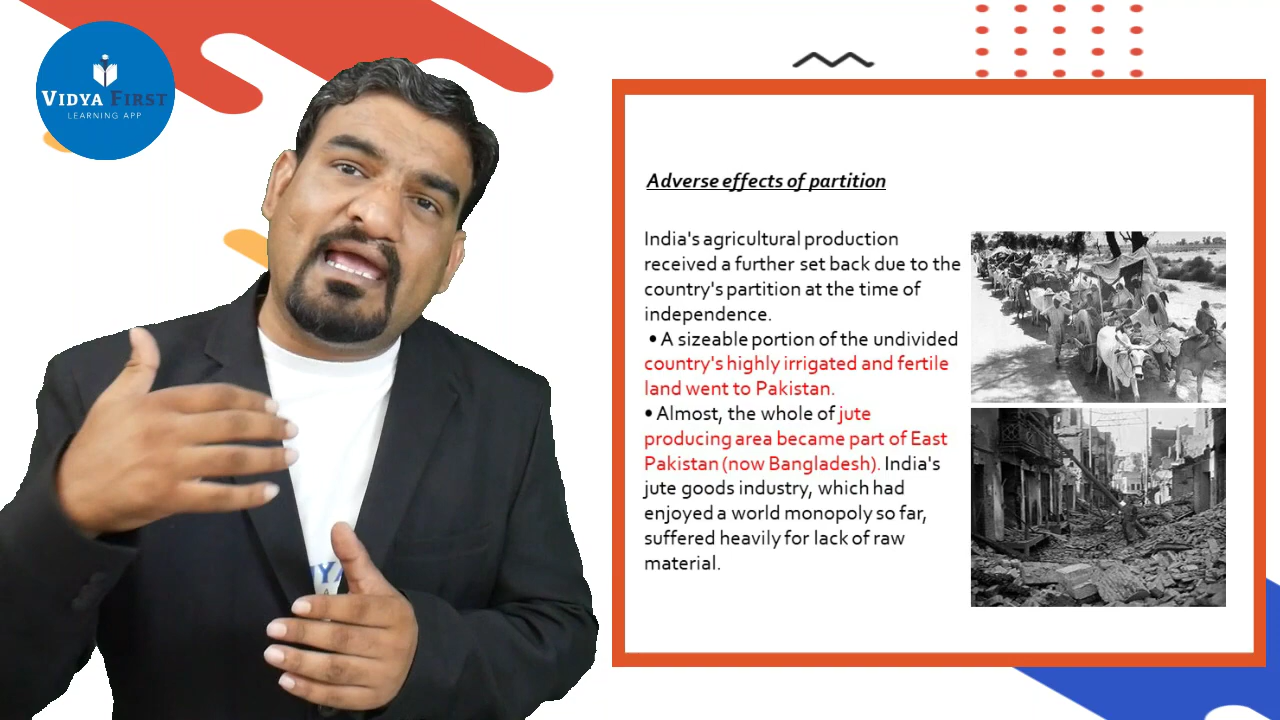 VIDYA FIRST
LEARNING APP
Adverse effects of partition
India's agricultural production
received a further set back due to the
country's partition at the time of
independence.
• A sizeable portion of the undivided
country's highly irrigated and fertile
land went to Pakistan.
• Almost, the whole of jute
producing area became part of East
Pakistan (now Bangladesh). India's
jute goods industry, which had
enjoyed a world monopoly so far,
suffered heavily for lack of raw
material.